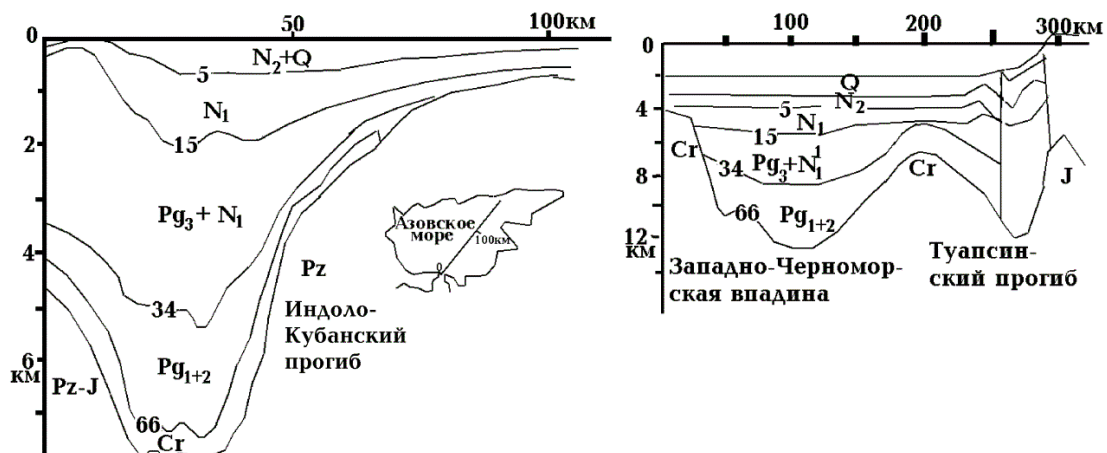 50
100км
0
N2+Q
5
N1
15
2
Pg3 + N1
Азовское
море
100км
0
Pz
4
34
Индоло-
Кубанский
прогиб
Pg1+2
6
км
Pz-J
66
Cr
100
200
300км
0
Q
4
5
N2
15
N1
Cr
34
Pg3+N1^1
Cr
J
8
66
Pg1+2
12
км
Западно-Черномор-
ская впадина
Туапсин-
ский прогиб